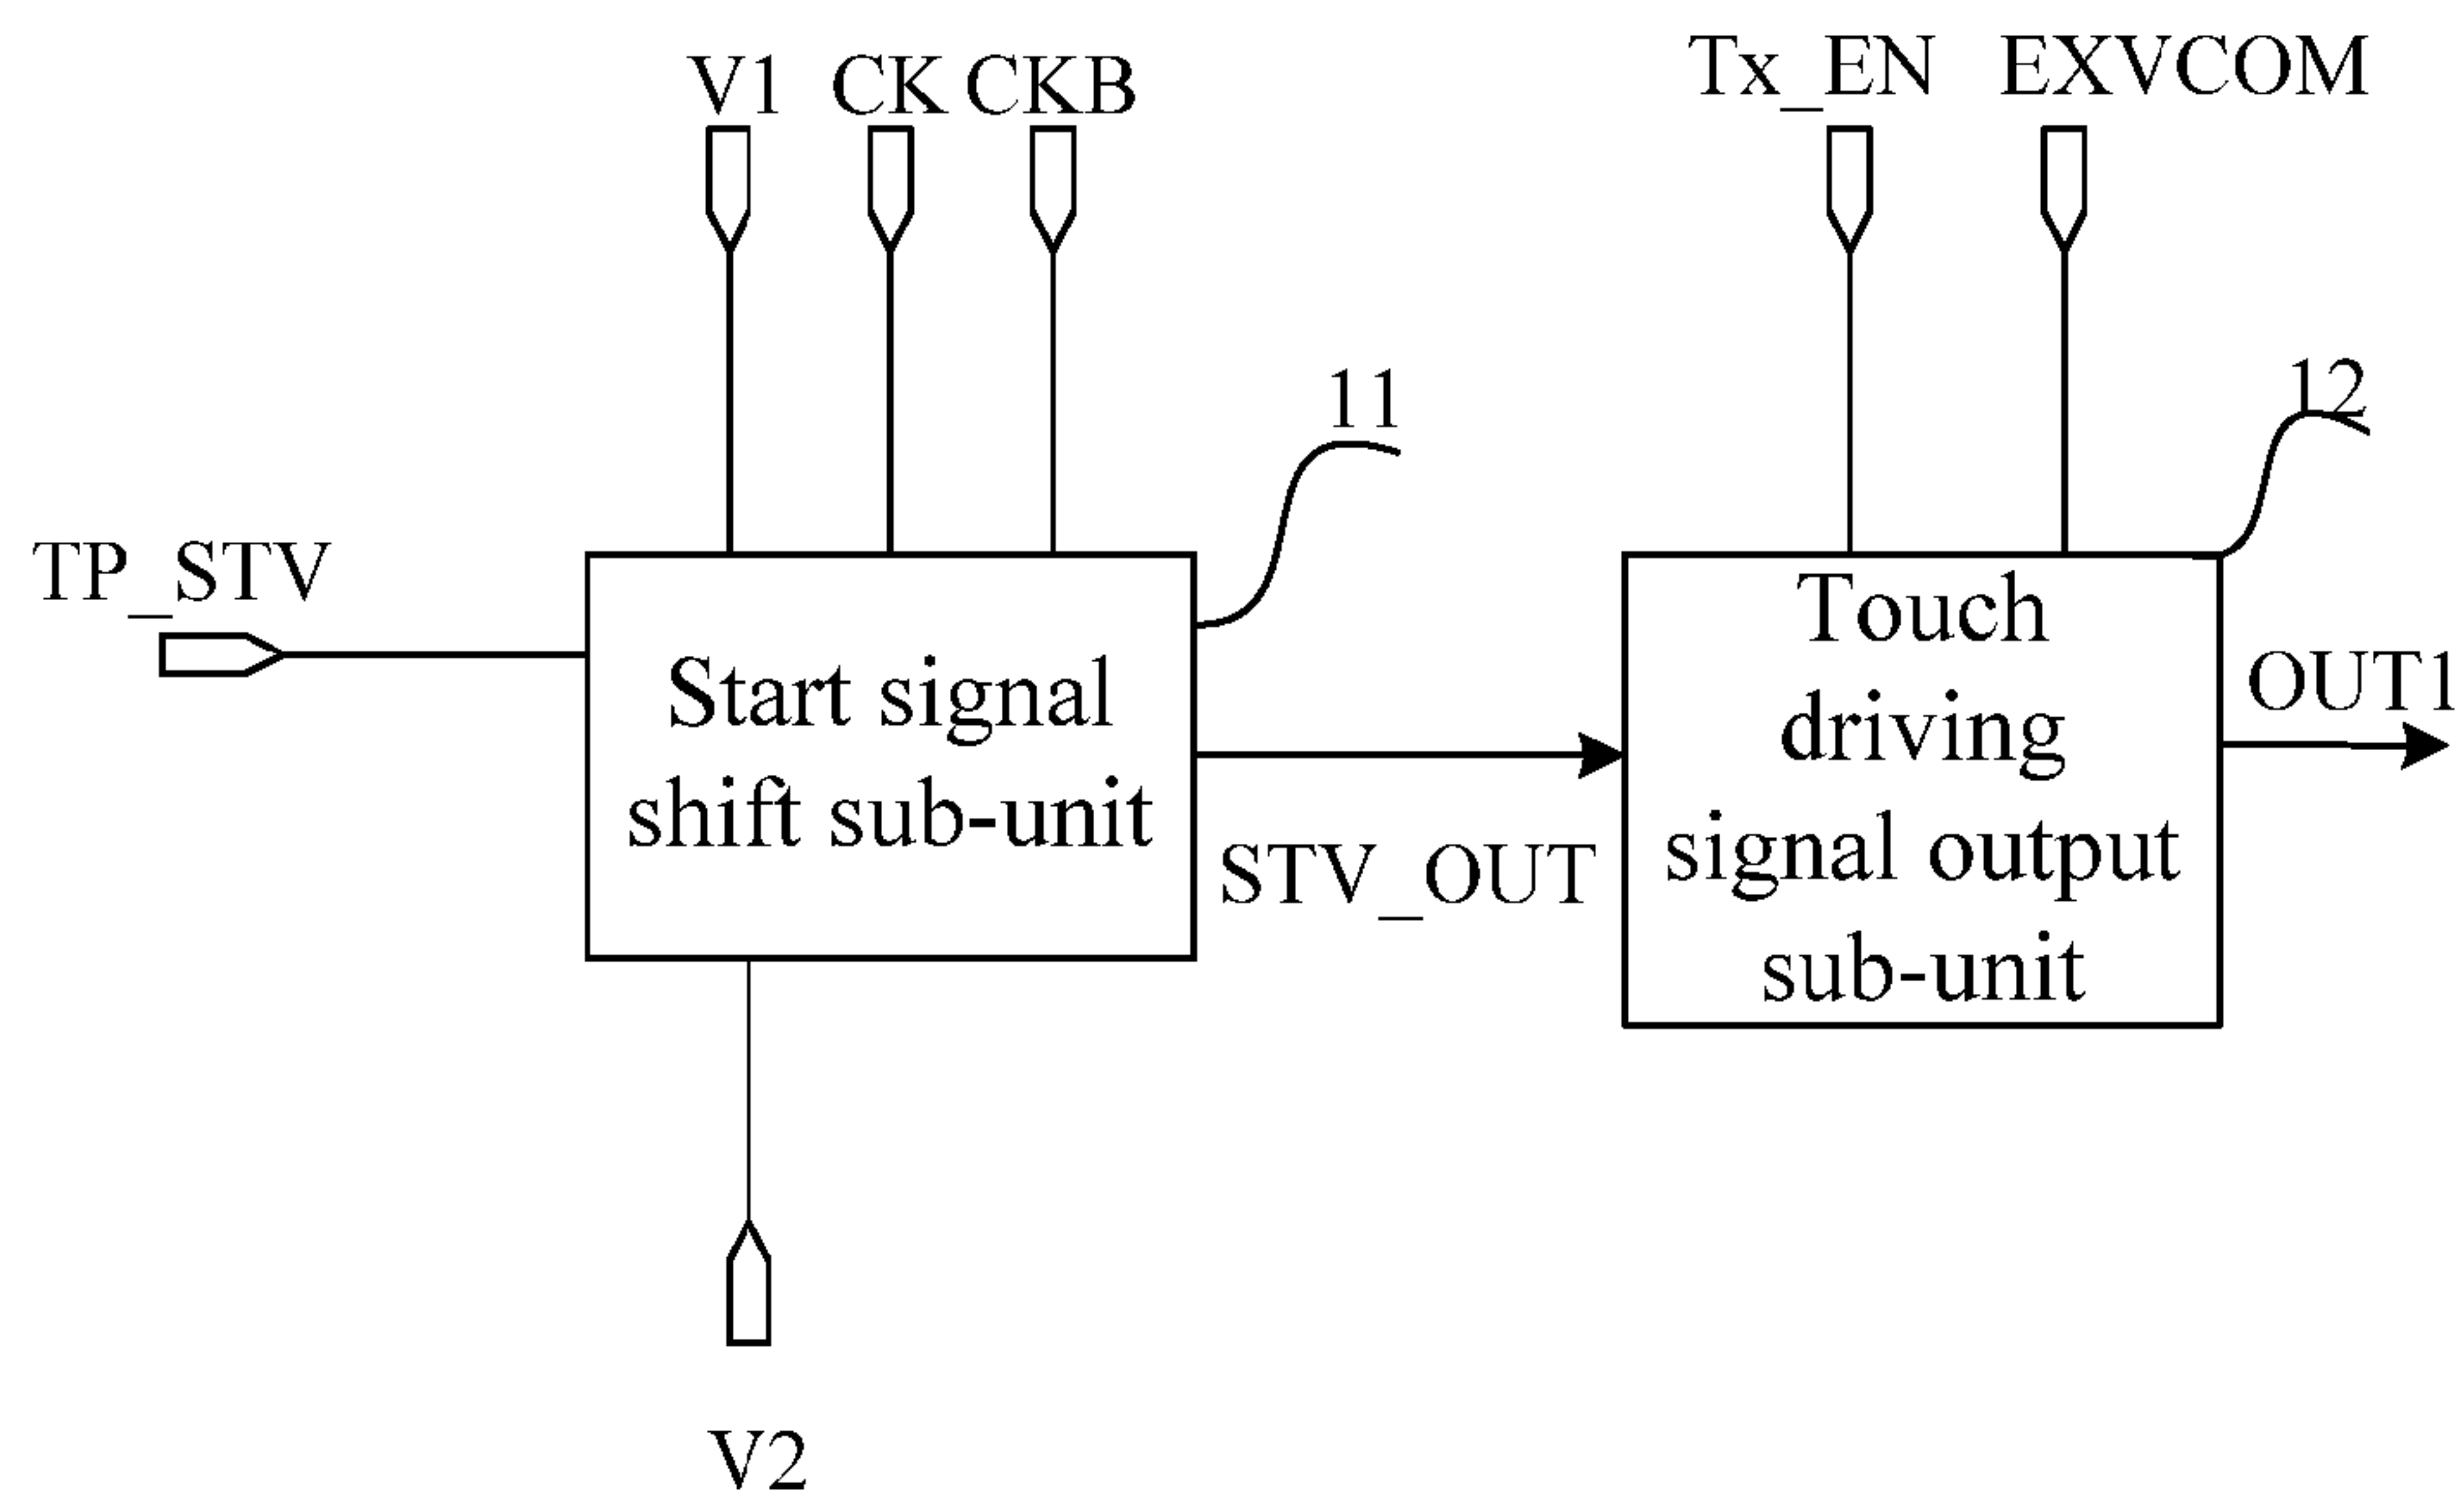 V1 CK CKB
Tx_EN EXVCOM
11
12
TP_STV
Start signal
shift sub-unit
STV_OUT
Touch
driving
signal output
sub-unit
OUT1
V2